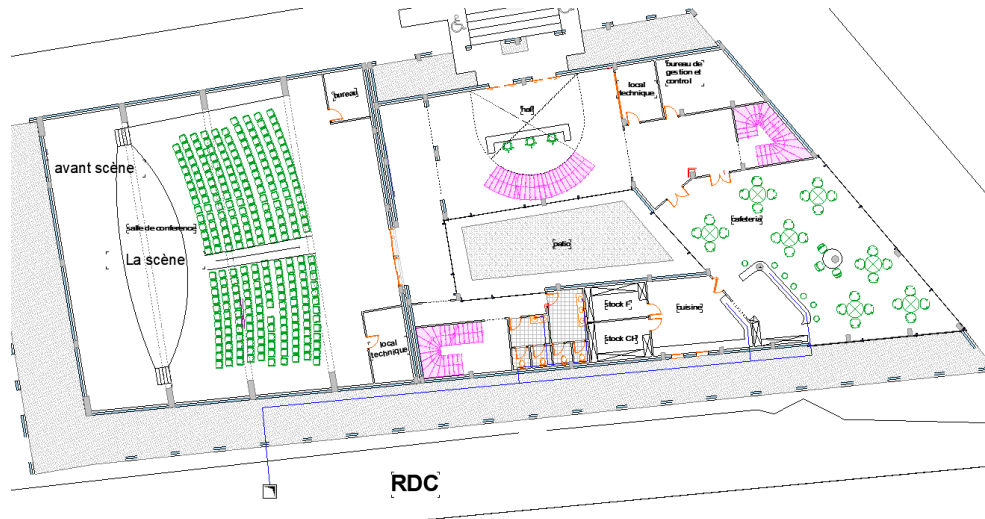 bureau
hall
local
technique
bureau de
gestion et
control
avant scène
salle de conference
La scène
patio
cafeteria
stock F
cuisine
stock CH
local
technique
RDC